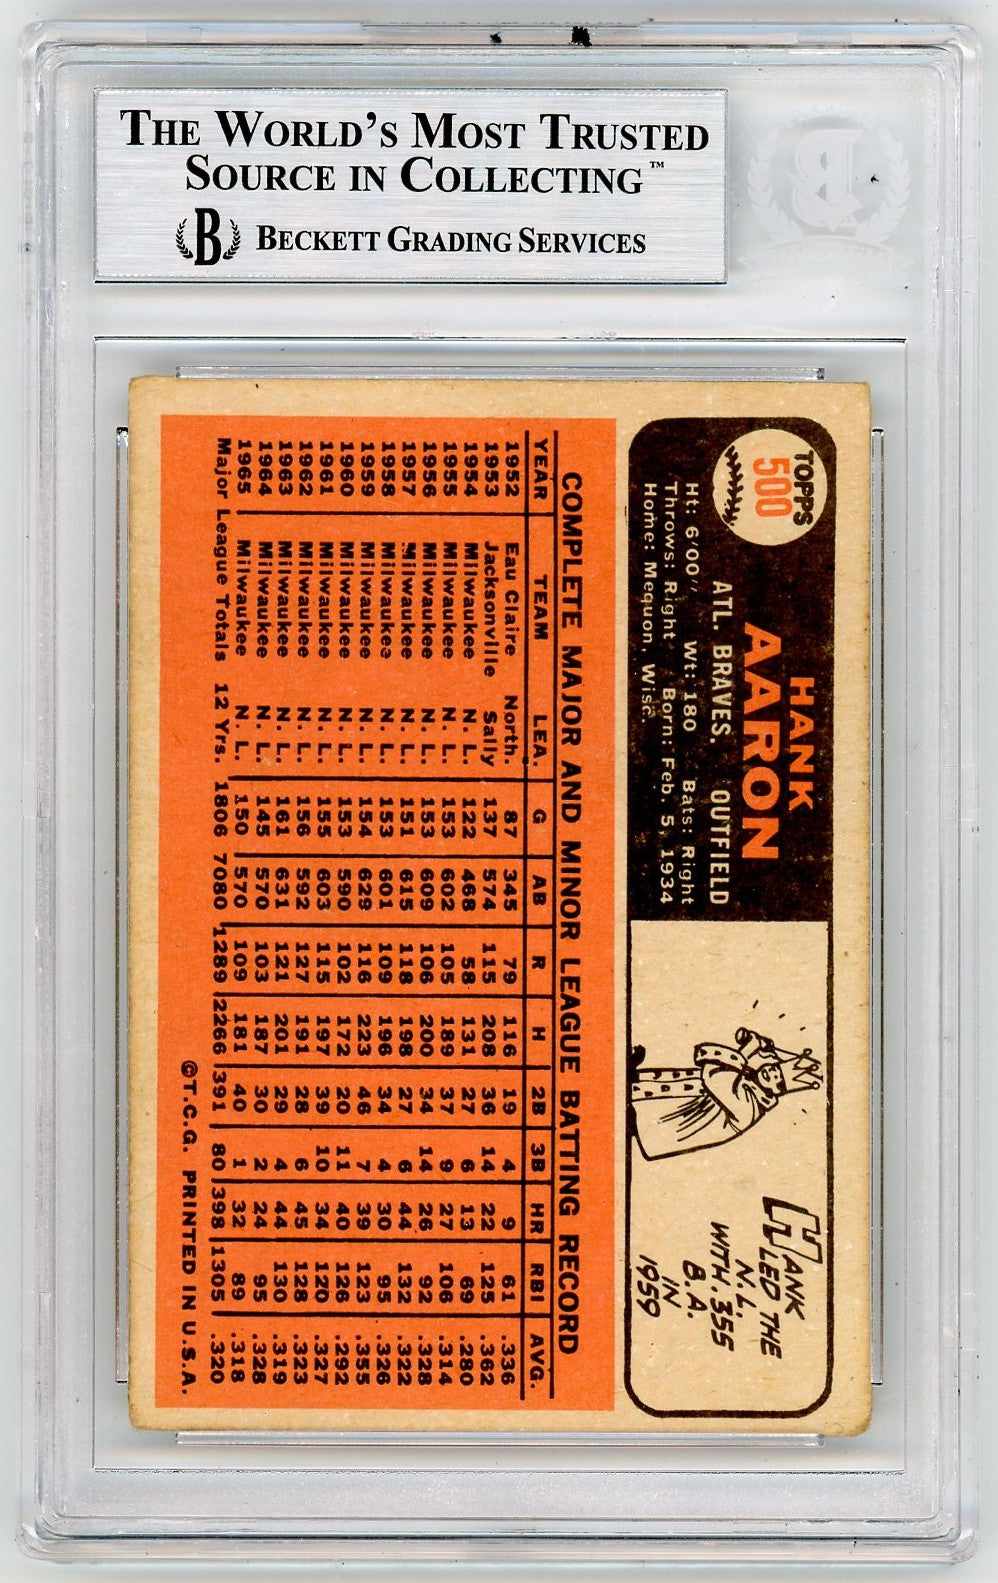 THE WORLD'S MOST TRUSTED
SOURCE IN COLLECTING™
B BECKETT GRADING SERVICES
TOPPS
500
HANK
AARON
ATL. BRAVES, OUTFIELD
Ht: 6'00" Wt: 180 Bats: Right
Throws: Right Born: Feb. 5, 1934
Home: Mequon, Wisc.
HANK
LED THE
N.L.
WITH .355
B.A.
IN
1959
COMPLETE MAJOR AND MINOR LEAGUE BATTING RECORD
YEAR TEAM LEA. G AB R H 2B 3B HR RBI AVG.
1952 Eau Claire North. 87 345 79 116 19 4 9 61 .336
1953 Jacksonville Sally 137 574 115 208 36 14 22 125 .362
1954 Milwaukee N. L. 122 468 58 131 27 6 13 69 .280
1955 Milwaukee N. L. 153 602 105 189 37 9 27 106 .314
1956 Milwaukee N. L. 153 609 106 200 34 14 26 92 .328
1957 Milwaukee N. L. 151 615 118 198 27 6 44 132 .322
1958 Milwaukee N. L. 153 601 109 196 34 4 30 95 .326
1959 Milwaukee N. L. 154 629 116 223 46 7 39 123 .355
1960 Milwaukee N. L. 153 590 102 172 20 11 40 126 .292
1961 Milwaukee N. L. 155 603 115 197 39 10 34 120 .327
1962 Milwaukee N. L. 156 592 127 191 28 6 45 128 .323
1963 Milwaukee N. L. 161 631 121 201 29 4 44 130 .319
1964 Milwaukee N. L. 145 570 103 187 30 2 24 95 .328
1965 Milwaukee N. L. 150 570 109 181 40 1 32 89 .318
Major League Totals 12 Yrs. 1806 7080 1289 2266 391 80 398 1305 .320
©T.C.G. PRINTED IN U.S.A.